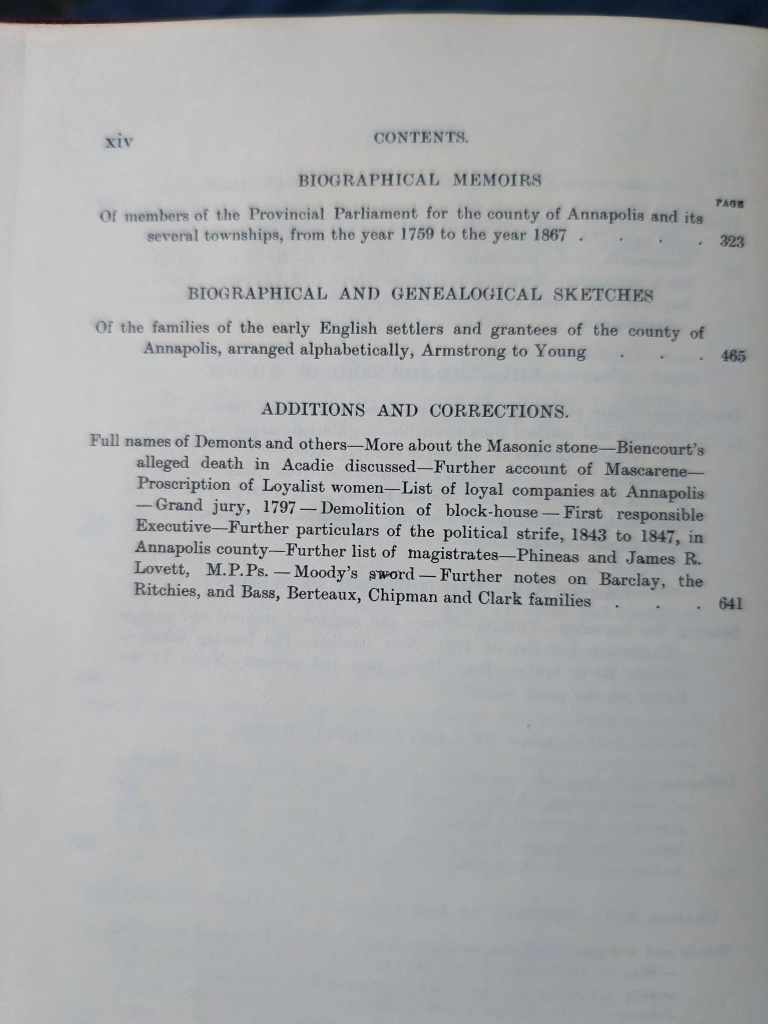 xiv CONTENTS.
BIOGRAPHICAL MEMOIRS
PAGE
Of members of the Provincial Parliament for the county of Annapolis and its
several townships, from the year 1759 to the year 1867 . . . . 323
BIOGRAPHICAL AND GENEALOGICAL SKETCHES
Of the families of the early English settlers and grantees of the county of
Annapolis, arranged alphabetically, Armstrong to Young . . . 465
ADDITIONS AND CORRECTIONS.
Full names of Demonts and others—More about the Masonic stone—Biencourt's
alleged death in Acadie discussed—Further account of Mascarene—
Proscription of Loyalist women—List of loyal companies at Annapolis
—Grand jury, 1797—Demolition of block-house—First responsible
Executive—Further particulars of the political strife, 1843 to 1847, in
Annapolis county—Further list of magistrates—Phineas and James R.
Lovett, M.P.Ps.—Moody's sword—Further notes on Barclay, the
Ritchies, and Bass, Berteaux, Chipman and Clark families . . . 641